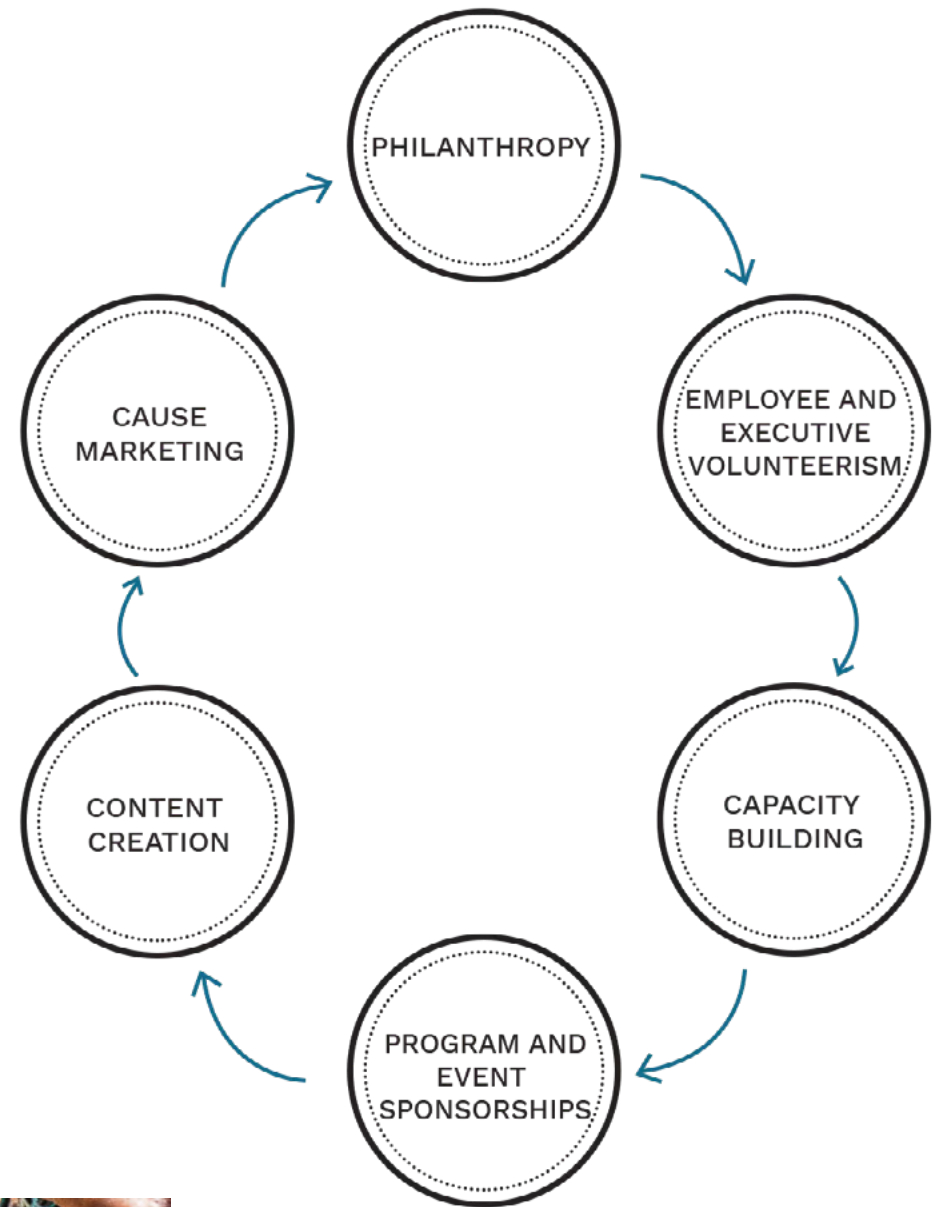 PHILANTHROPY
EMPLOYEE AND
EXECUTIVE
VOLUNTEERISM
CAPACITY
BUILDING
PROGRAM AND
EVENT
SPONSORSHIPS
CONTENT
CREATION
CAUSE
MARKETING